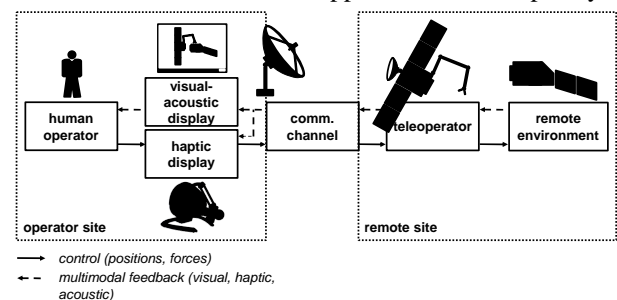 human
operator
visual-
acoustic
display
haptic
display
comm.
channel
teleoperator
remote
environment
operator site
remote site
control (positions, forces)
multimodal feedback (visual, haptic,
acoustic)